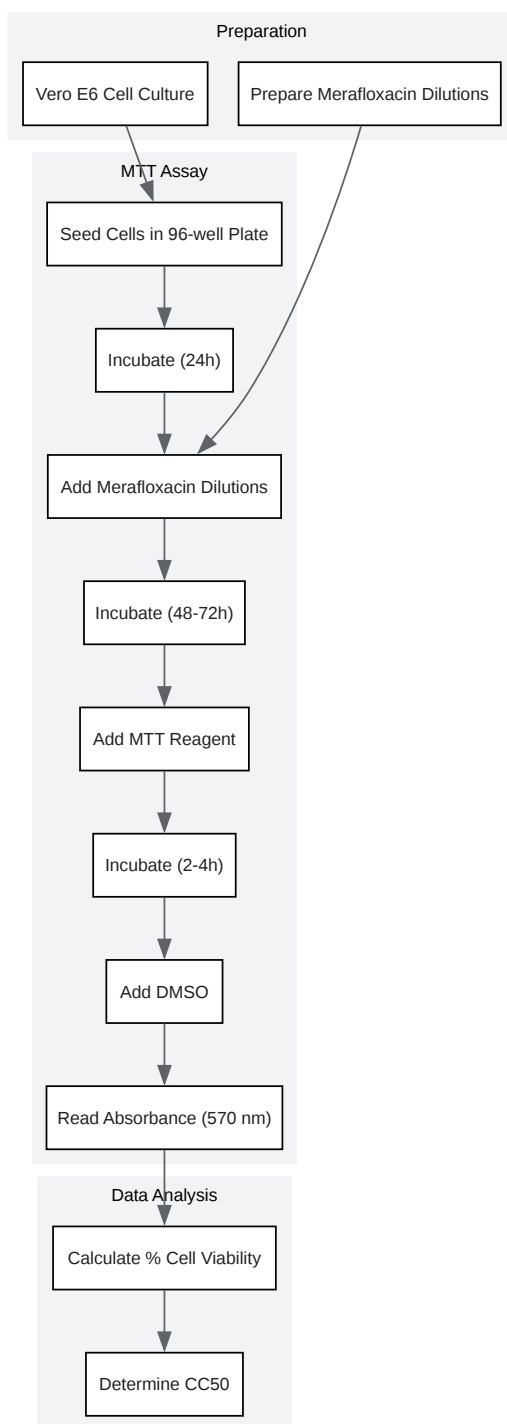 Preparation
Vero E6 Cell Culture
Prepare Merafloxacin Dilutions
MTT Assay
Seed Cells in 96-well Plate
Incubate (24h)
Add Merafloxacin Dilutions
Incubate (48-72h)
Add MTT Reagent
Incubate (2-4h)
Add DMSO
Read Absorbance (570 nm)
Data Analysis
Calculate % Cell Viability
Determine CC50